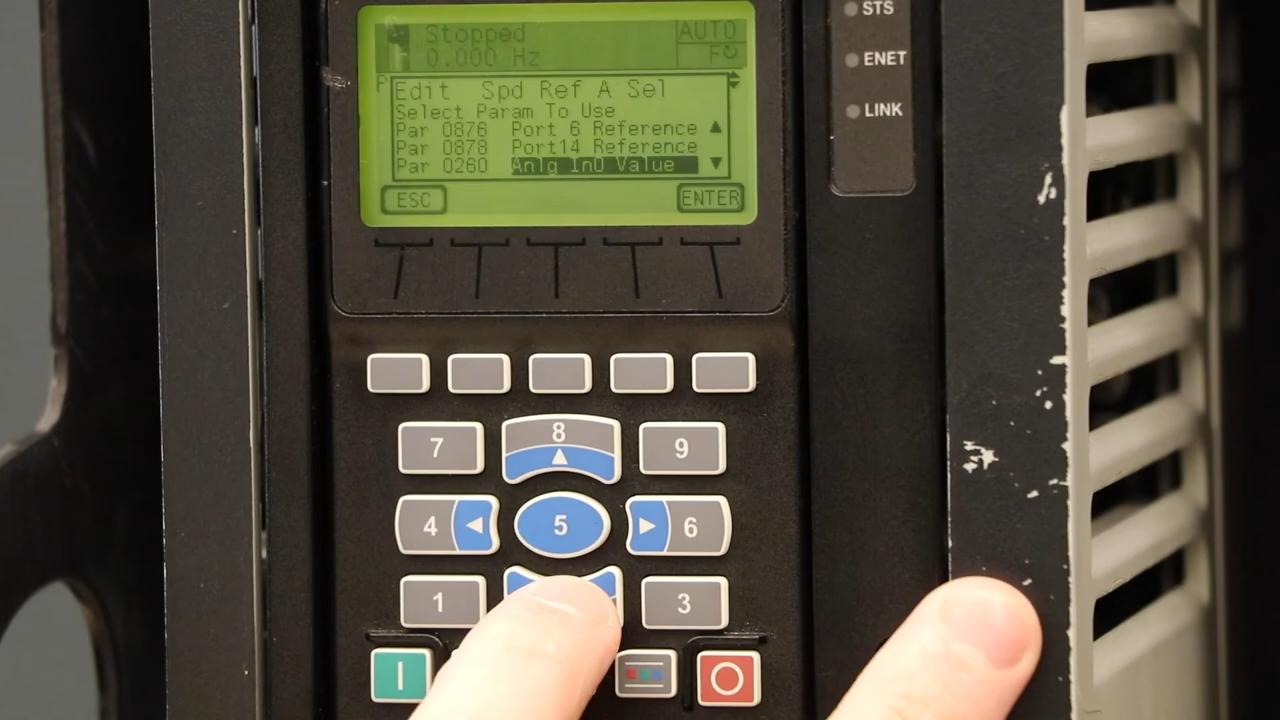 Stopped
AUTO
0.000 Hz
F
Edit Spd Ref A Sel
Select Param To Use
Par 0876 Port 6 Reference
Par 0878 Port14 Reference
Par 0260 Anlg In0 Value
ESC
ENTER
STS
ENET
LINK
7
8
9
4
5
6
1
3